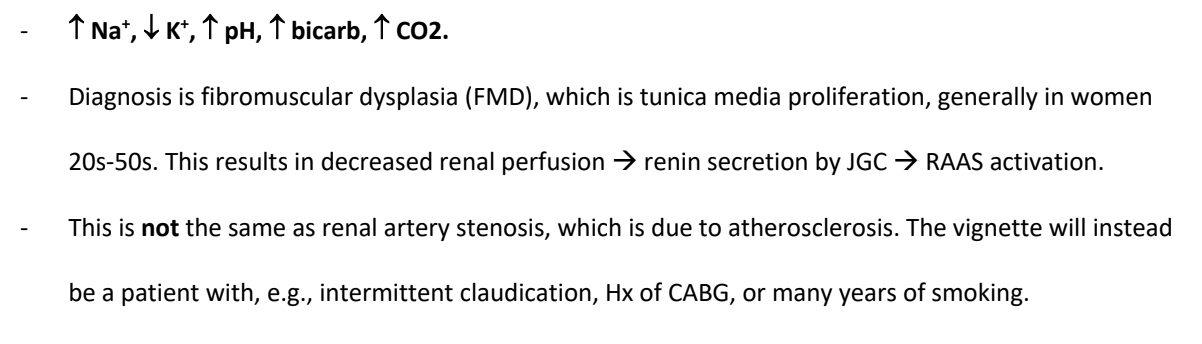 - ↑ Na⁺, ↓ K⁺, ↑ pH, ↑ bicarb, ↑ CO2.
- Diagnosis is fibromuscular dysplasia (FMD), which is tunica media proliferation, generally in women
20s-50s. This results in decreased renal perfusion → renin secretion by JGC → RAAS activation.
- This is not the same as renal artery stenosis, which is due to atherosclerosis. The vignette will instead
be a patient with, e.g., intermittent claudication, Hx of CABG, or many years of smoking.